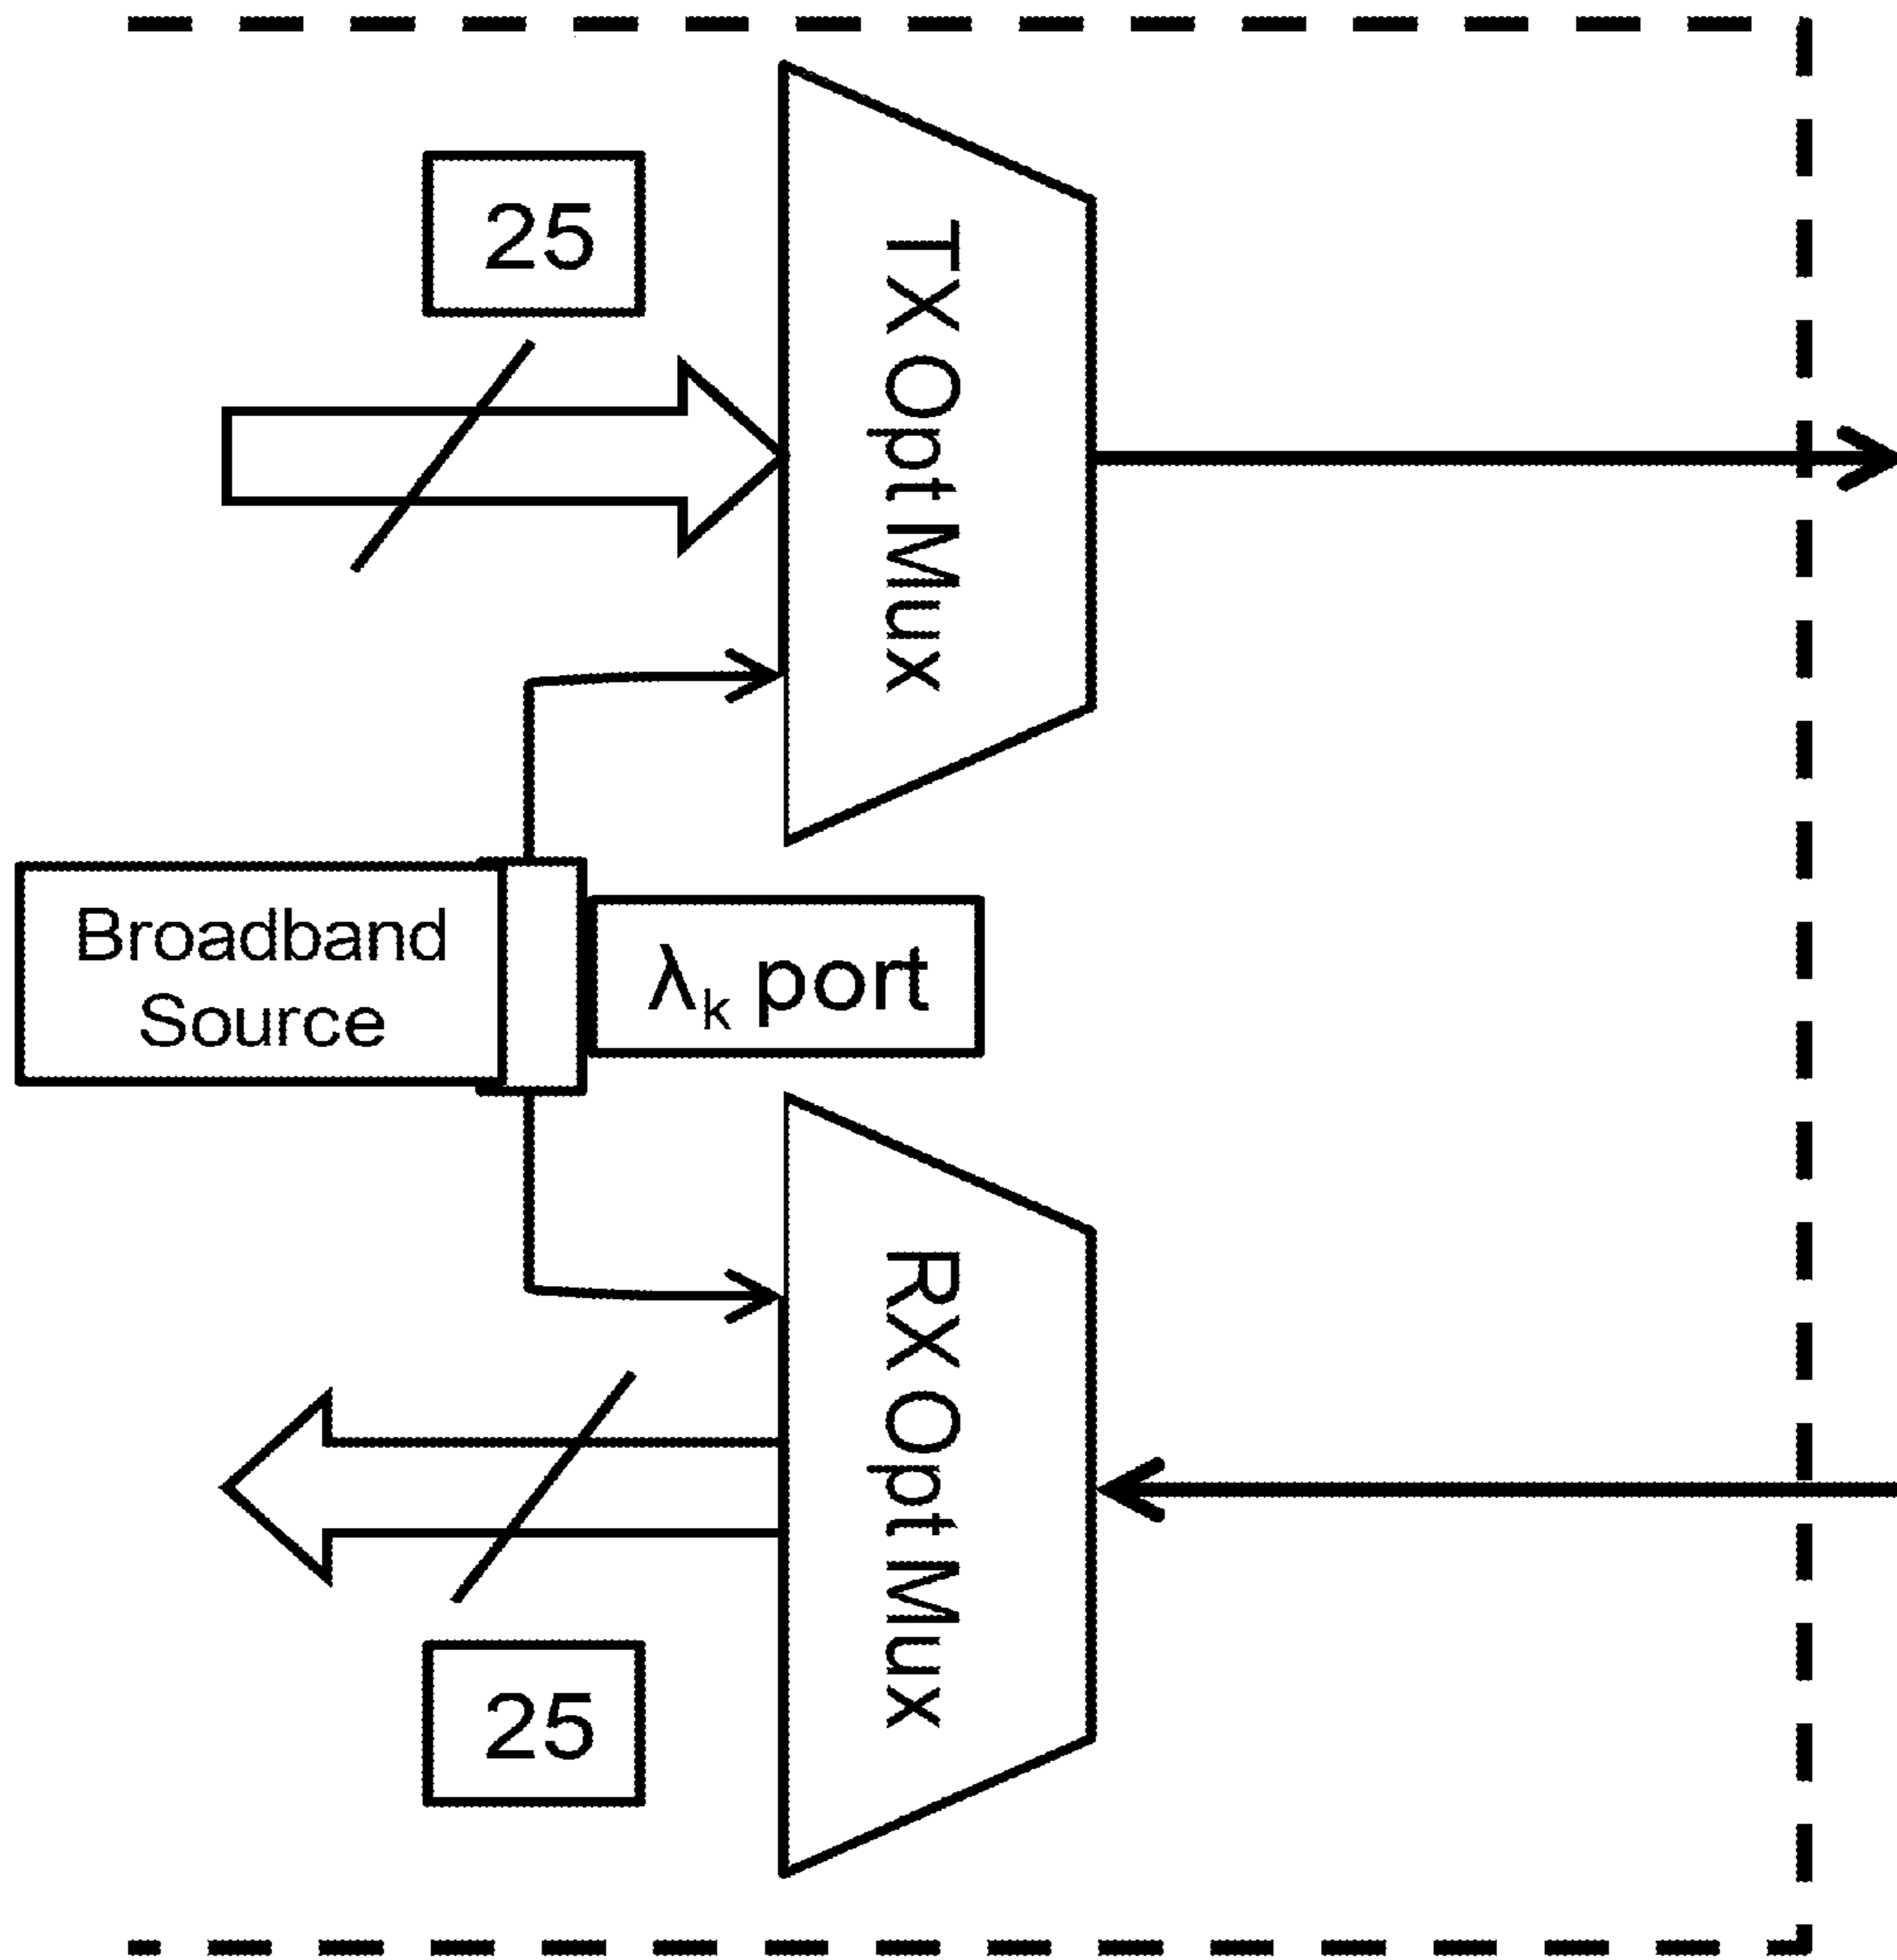 25
TX Opt Mux
Broadband
Source
λk port
RX Opt Mux
25